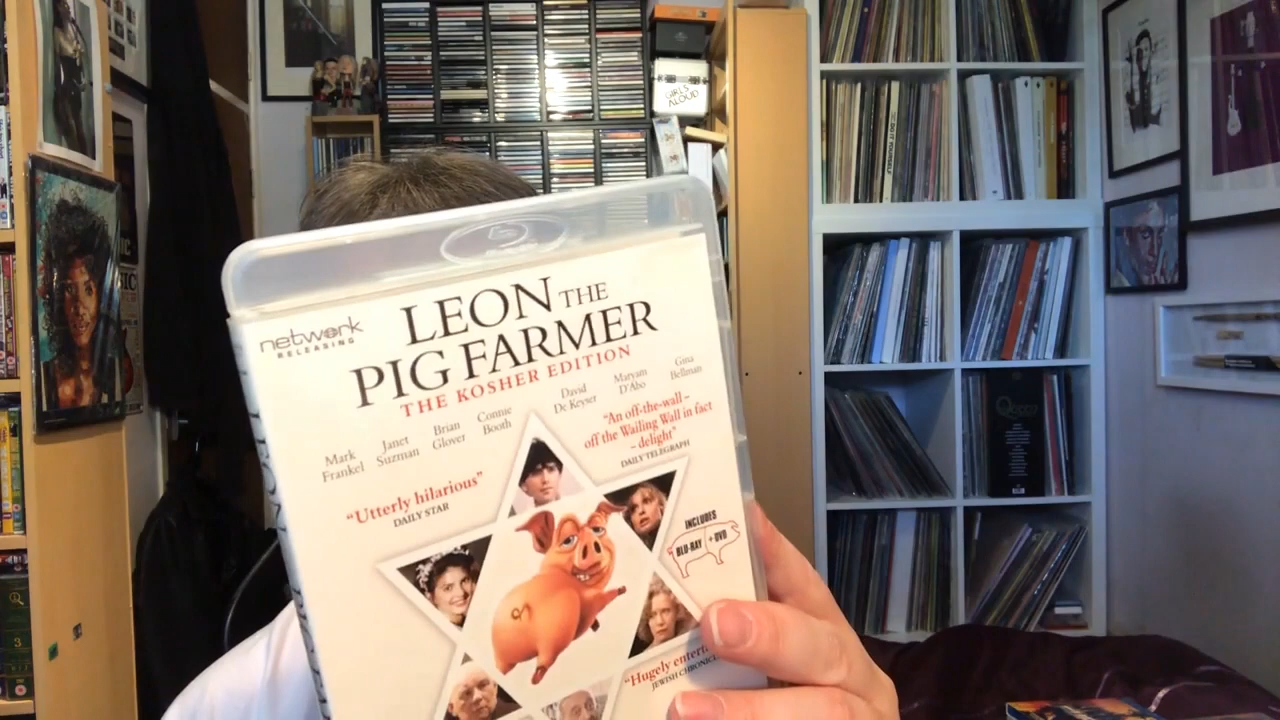 GIRLS
ALOUD
network
RELEASING
LEON THE
PIG FARMER
THE KOSHER EDITION
Mark
Frankel
Janet
Suzman
Brian
Glover
Connie
Booth
David
De Keyser
Maryam
D'Abo
Gina
Bellman
"Utterly hilarious"
DAILY STAR
"An off-the-wall –
off the Wailing Wall in fact
– delight"
DAILY TELEGRAPH
INCLUDES
BLU-RAY + DVD
"Hugely
JEWISH